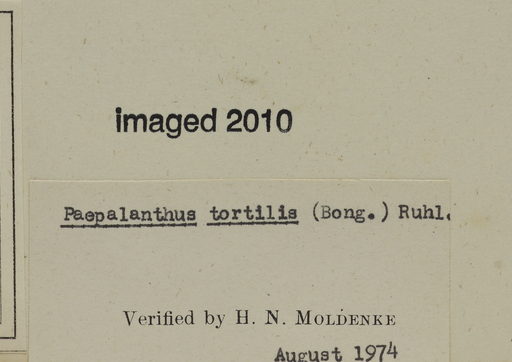 imaged 2010
Paepalanthus tortilis (Bong.) Ruhl.
Verified by H. N. MOLDENKE
August 1974